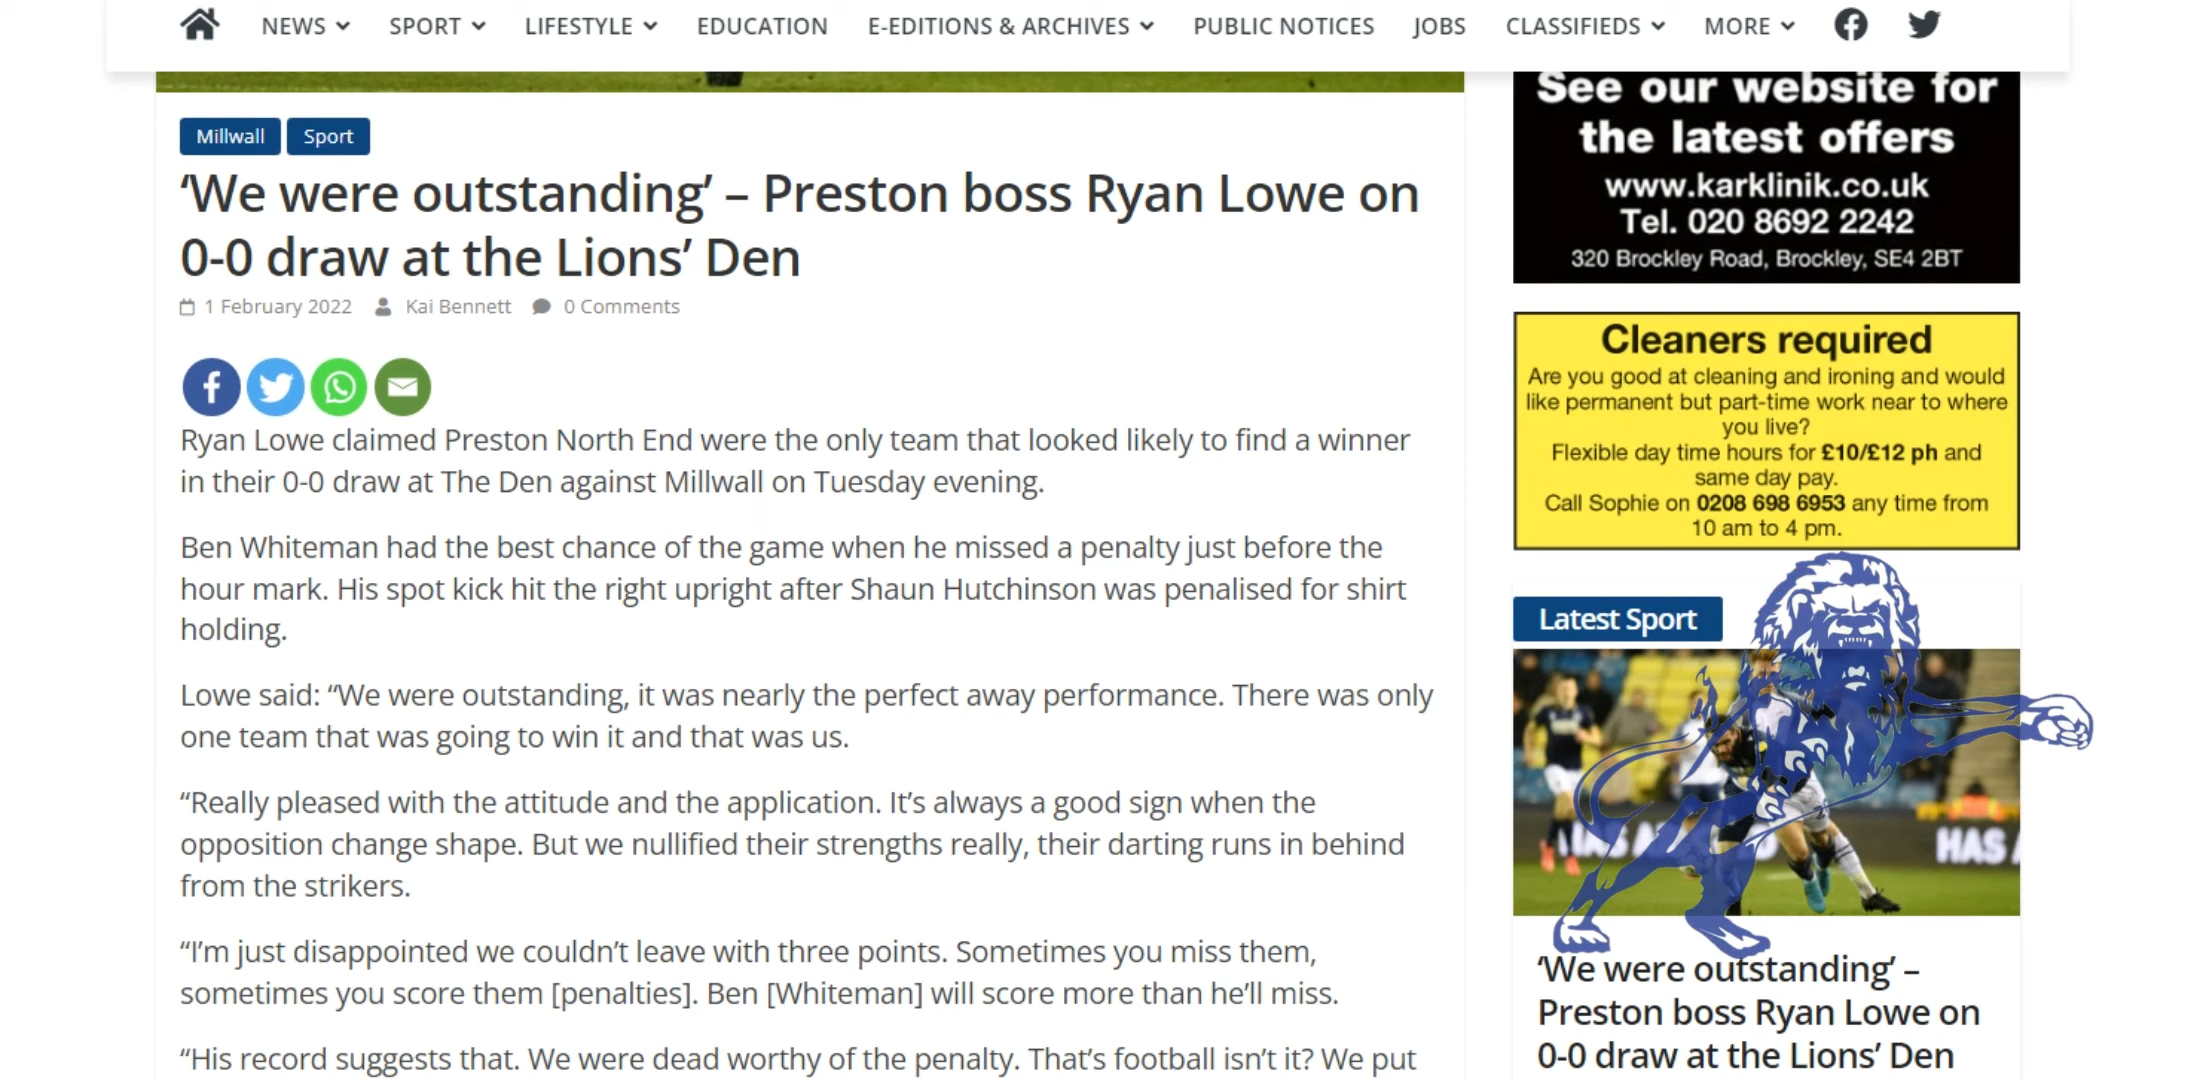 NEWS SPORT LIFESTYLE EDUCATION E-EDITIONS & ARCHIVES PUBLIC NOTICES JOBS CLASSIFIEDS MORE
Millwall Sport
‘We were outstanding’ – Preston boss Ryan Lowe on
0-0 draw at the Lions’ Den
1 February 2022 Kai Bennett 0 Comments
Ryan Lowe claimed Preston North End were the only team that looked likely to find a winner
in their 0-0 draw at The Den against Millwall on Tuesday evening.
Ben Whiteman had the best chance of the game when he missed a penalty just before the
hour mark. His spot kick hit the right upright after Shaun Hutchinson was penalised for shirt
holding.
Lowe said: “We were outstanding, it was nearly the perfect away performance. There was only
one team that was going to win it and that was us.
“Really pleased with the attitude and the application. It’s always a good sign when the
opposition change shape. But we nullified their strengths really, their darting runs in behind
from the strikers.
“I’m just disappointed we couldn’t leave with three points. Sometimes you miss them,
sometimes you score them [penalties]. Ben [Whiteman] will score more than he’ll miss.
“His record suggests that. We were dead worthy of the penalty. That’s football isn’t it? We put
See our website for
the latest offers
www.karklinik.co.uk
Tel. 020 8692 2242
320 Brockley Road, Brockley, SE4 2BT
Cleaners required
Are you good at cleaning and ironing and would
like permanent but part-time work near to where
you live?
Flexible day time hours for £10/£12 ph and
same day pay.
Call Sophie on 0208 698 6953 any time from
10 am to 4 pm.
Latest Sport
HAS
‘We were outstanding’ –
Preston boss Ryan Lowe on
0-0 draw at the Lions’ Den